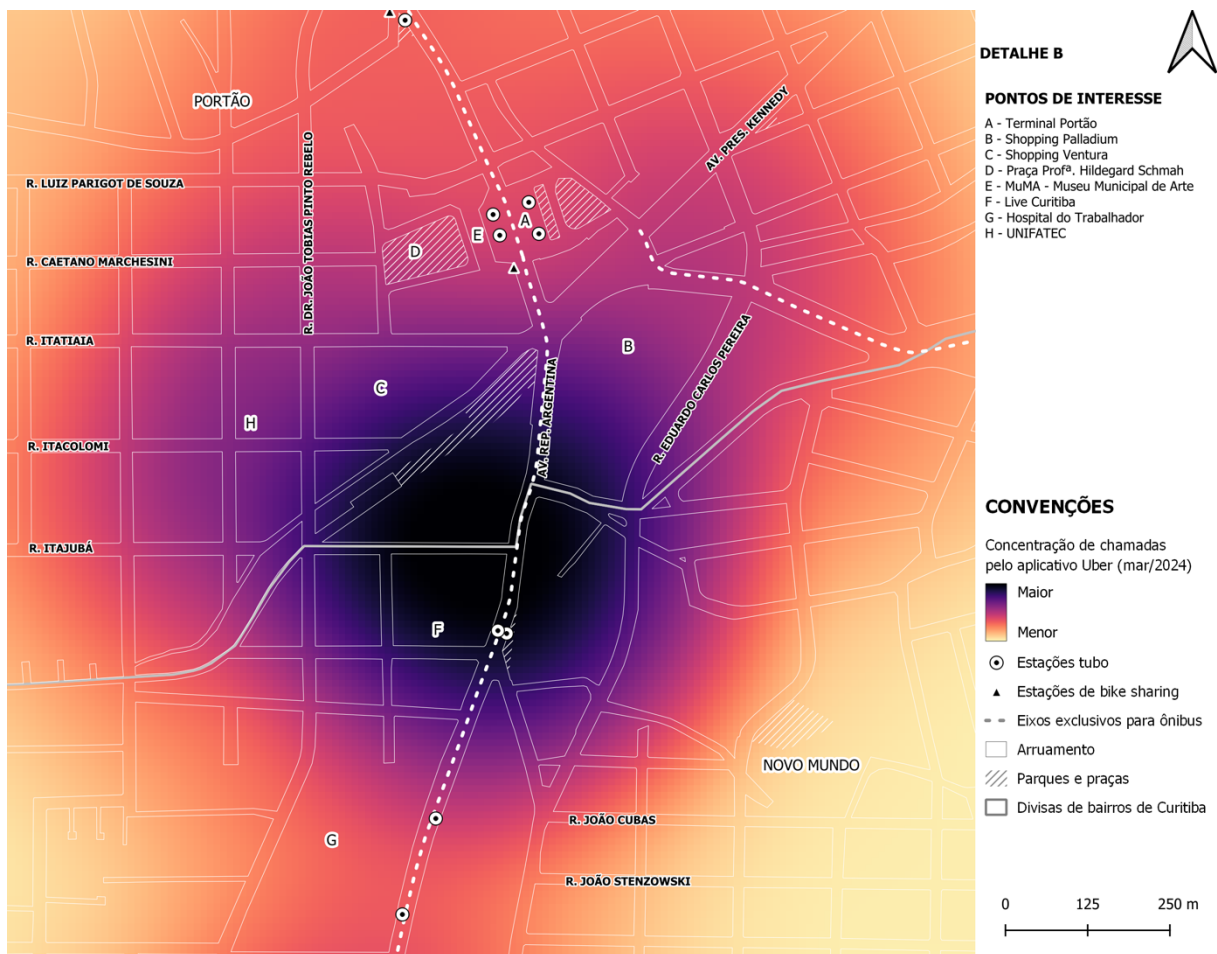 DETALHE B
PONTOS DE INTERESSE
A - Terminal Portão
B - Shopping Palladium
C - Shopping Ventura
D - Praça Profª. Hildegard Schmah
E - MuMA - Museu Municipal de Arte
F - Live Curitiba
G - Hospital do Trabalhador
H - UNIFATEC
PORTÃO
AV. PRES. KENNEDY
R. LUIZ PARIGOT DE SOUZA
R. DR. JOÃO TOBIAS PINTO REBELO
A
E
D
R. CAETANO MARCHESINI
R. ITATIAIA
B
R. EDUARDO CARLOS PEREIRA
C
AV. REP. ARGENTINA
H
R. ITACOLOMI
R. ITAJUBÁ
F
NOVO MUNDO
R. JOÃO CUBAS
G
R. JOÃO STENZOWSKI
CONVENÇÕES
Concentração de chamadas
pelo aplicativo Uber (mar/2024)
Maior
Menor
Estações tubo
Estações de bike sharing
Eixos exclusivos para ônibus
Arruamento
Parques e praças
Divisas de bairros de Curitiba
0 125 250 m